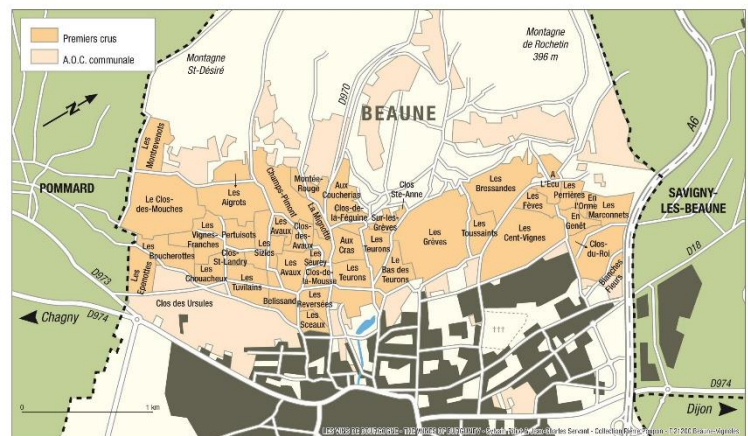 Premiers crus
A.O.C. communale
Montagne
St-Désiré
Montagne
de Rochetin
396 m
D970
BEAUNE
A6
N
POMMARD
SAVIGNY-
LES-BEAUNE
Les
Montrevenots
Le Clos-
des-Mouches
Les
Aigrots
Champs-Pimont
Montée-
Rouge
La Mignotte
Aux
Coucherias
Clos-de-
la-Féguine
Clos
Ste-Anne
Sur-les-
Grèves
Les
Bressandes
A
L'Ecu
Les
Perrières
En
l'Orme
Les
Marconnets
Les
Fèves
En
Genêt
Clos-
du-Roi
Blanches
Fleurs
Les
Cent-Vignes
Les
Toussaints
Les
Grèves
Les
Teurons
Le
Bas des
Teurons
Aux
Cras
Les
Teurons
Les
Vignes-
Franches
Pertuisots
Les
Avaux
Clos-
des-
Avaux
Les
Sizies
Clos-
St-Landry
Les
Avaux
Les
Seurey
Clos-de-
la-Mousse
Les
Boucherottes
Les
Epenottes
Les
Chouacheux
Les
Tuvilains
Belissand
Les
Reversées
Les
Sceaux
Clos des Ursules
D973
D974
Chagny
D18
D974
Dijon
0
1 km